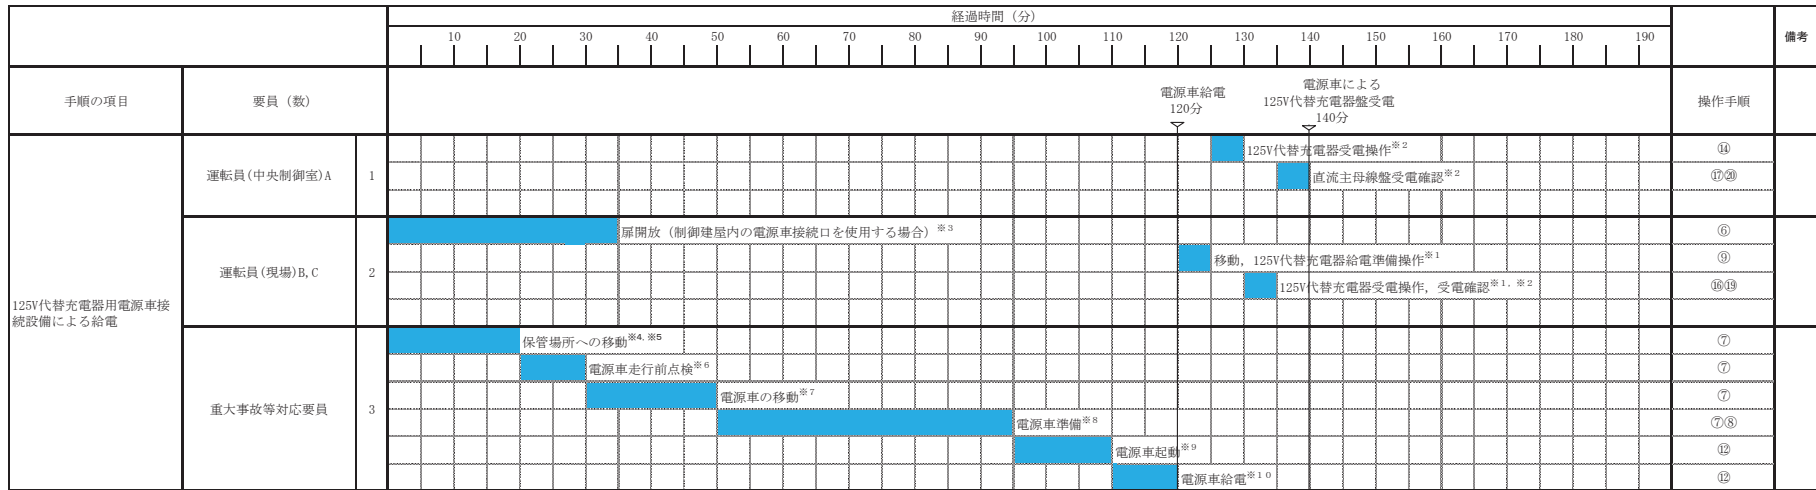 経過時間（分）
備考
10 20 30 40 50 60 70 80 90 100 110 120 130 140 150 160 170 180 190
手順の項目
要員（数）
電源車給電
120分
電源車による
125V代替充電器盤受電
140分
操作手順
125V代替充電器用電源車接
続設備による給電
運転員(中央制御室)A
1
125V代替充電器受電操作※2
⑭
直流主母線盤受電確認※2
⑰⑳
運転員(現場)B,C
2
扉開放（制御建屋内の電源車接続口を使用する場合）※3
⑥
移動，125V代替充電器給電準備操作※1
⑨
125V代替充電器受電操作，受電確認※1，※2
⑯⑲
重大事故等対応要員
3
保管場所への移動※4，※5
⑦
電源車走行前点検※6
⑦
電源車の移動※7
⑦
電源車準備※8
⑦⑧
電源車起動※9
⑫
電源車給電※10
⑫